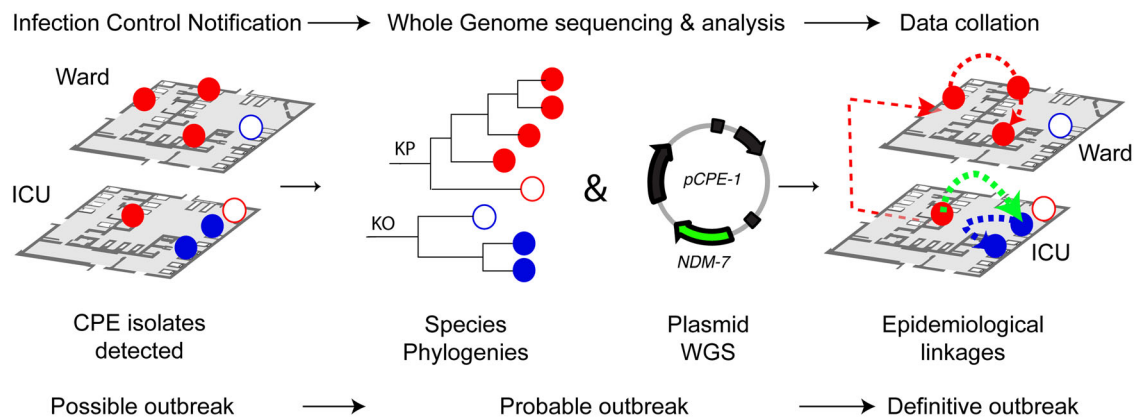 Infection Control Notification
Whole Genome sequencing & analysis
Data collation
Ward
ICU
KP
KO
&
pCPE-1
NDM-7
Ward
ICU
CPE isolates
detected
Species
Phylogenies
Plasmid
WGS
Epidemiological
linkages
Possible outbreak
Probable outbreak
Definitive outbreak